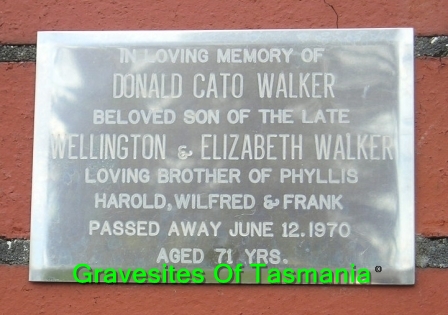 IN LOVING MEMORY OF
DONALD CATO WALKER
BELOVED SON OF THE LATE
WELLINGTON & ELIZABETH WALKER
LOVING BROTHER OF PHYLLIS
HAROLD, WILFRED & FRANK
PASSED AWAY JUNE 12. 1970
AGED 71 YRS.
Gravesites Of Tasmania®